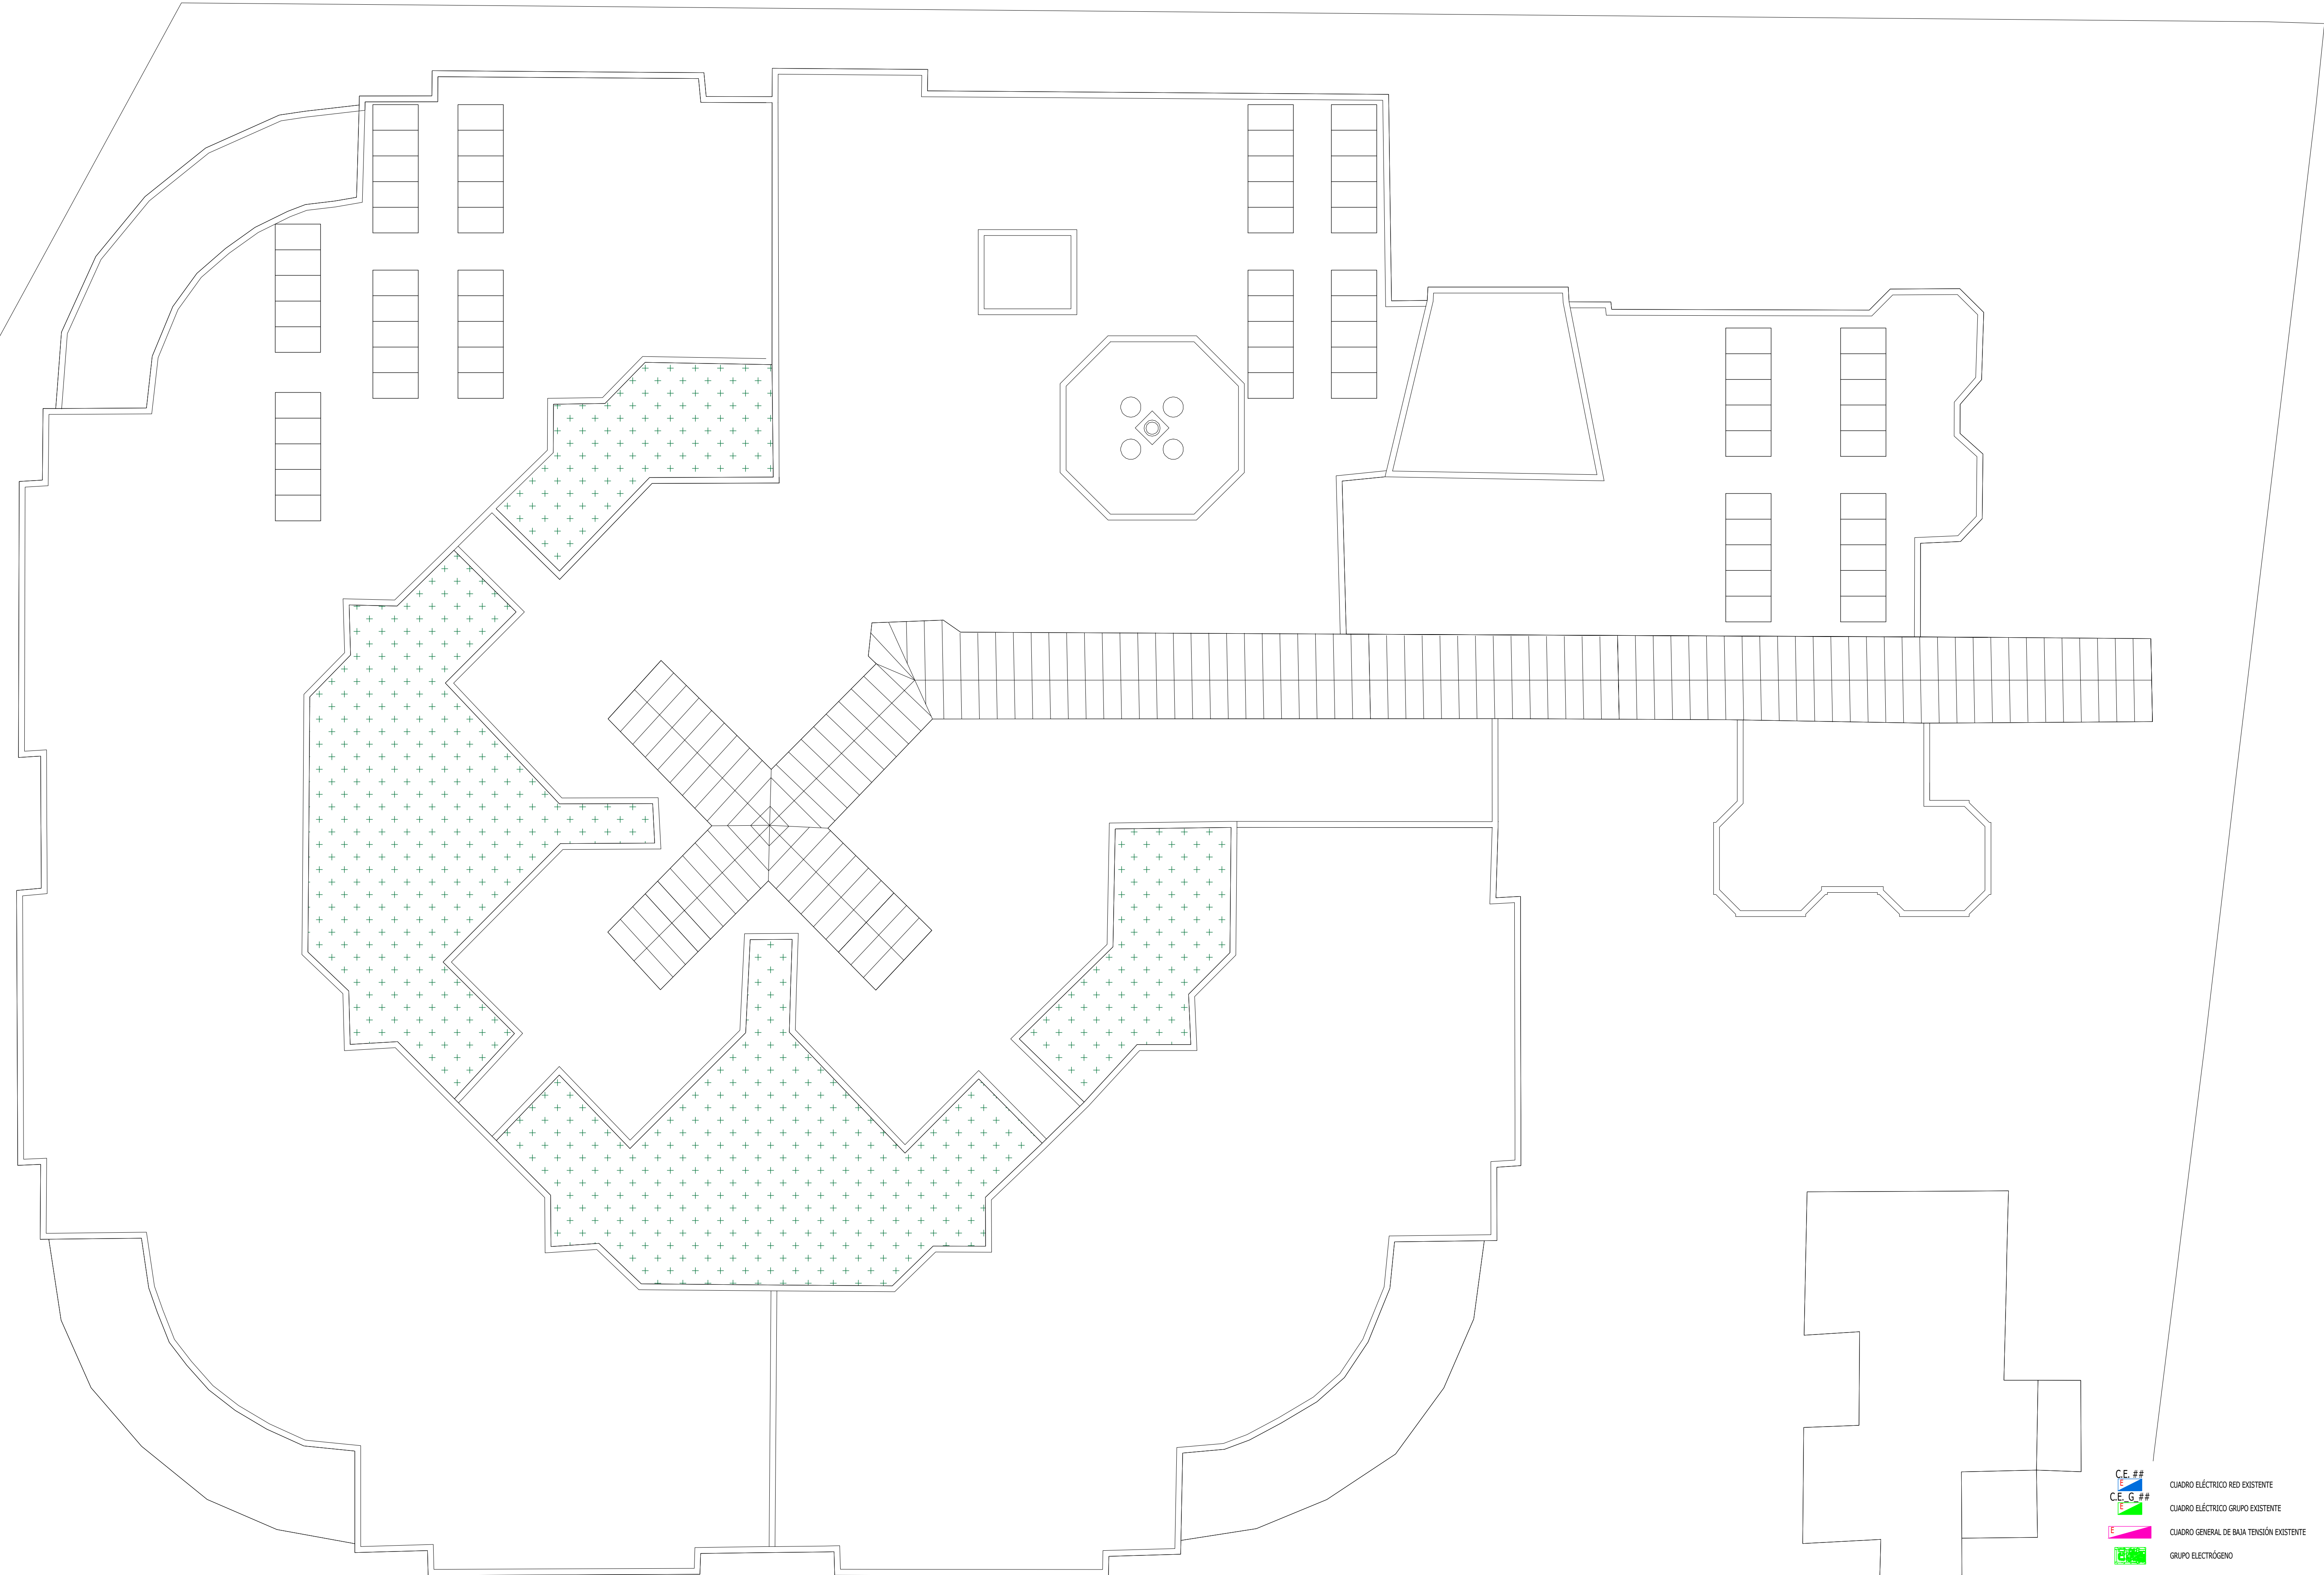 C.E. ##
E
CUADRO ELÉCTRICO RED EXISTENTE
C.E._G_##
E
CUADRO ELÉCTRICO GRUPO EXISTENTE
E
CUADRO GENERAL DE BAJA TENSIÓN EXISTENTE
GRUPO ELECTRÓGENO